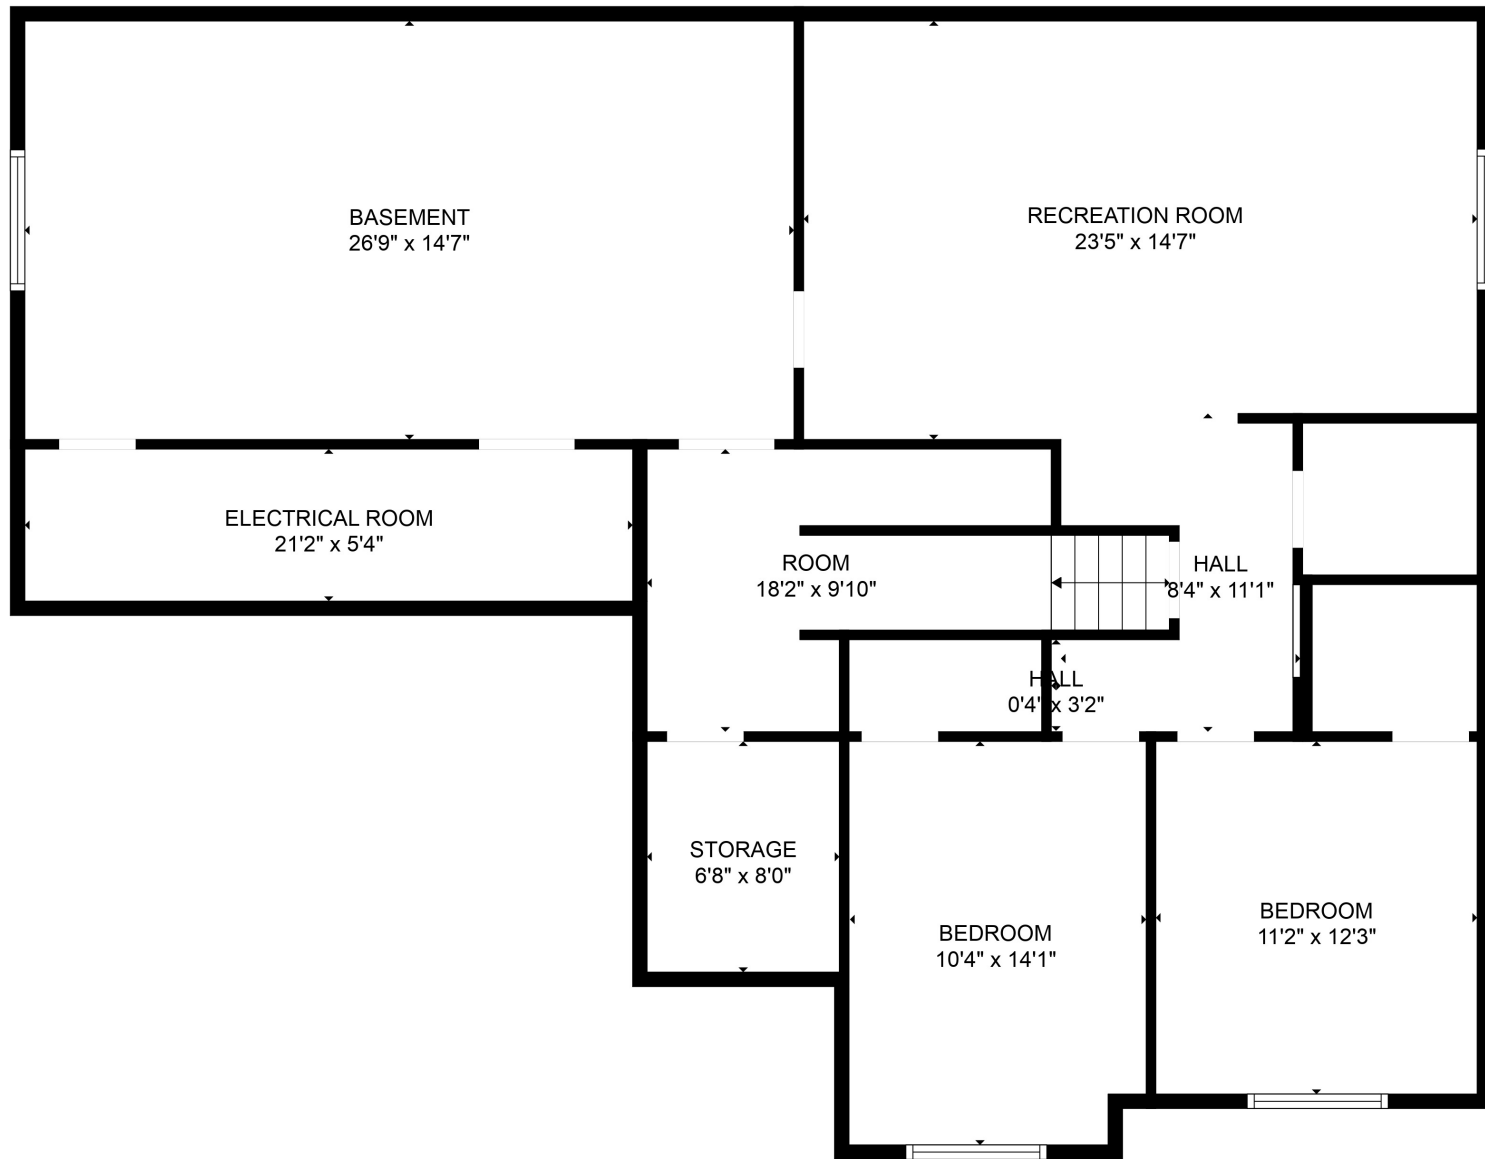 BASEMENT
26'9" x 14'7"
RECREATION ROOM
23'5" x 14'7"
ELECTRICAL ROOM
21'2" x 5'4"
ROOM
18'2" x 9'10"
HALL
8'4" x 11'1"
HALL
0'4" x 3'2"
STORAGE
6'8" x 8'0"
BEDROOM
10'4" x 14'1"
BEDROOM
11'2" x 12'3"